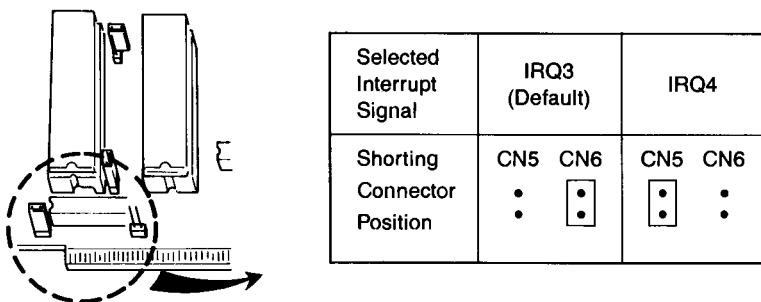 Selected
Interrupt
Signal
IRQ3
(Default)
IRQ4
Shorting
Connector
Position
CN5 CN6
CN5 CN6